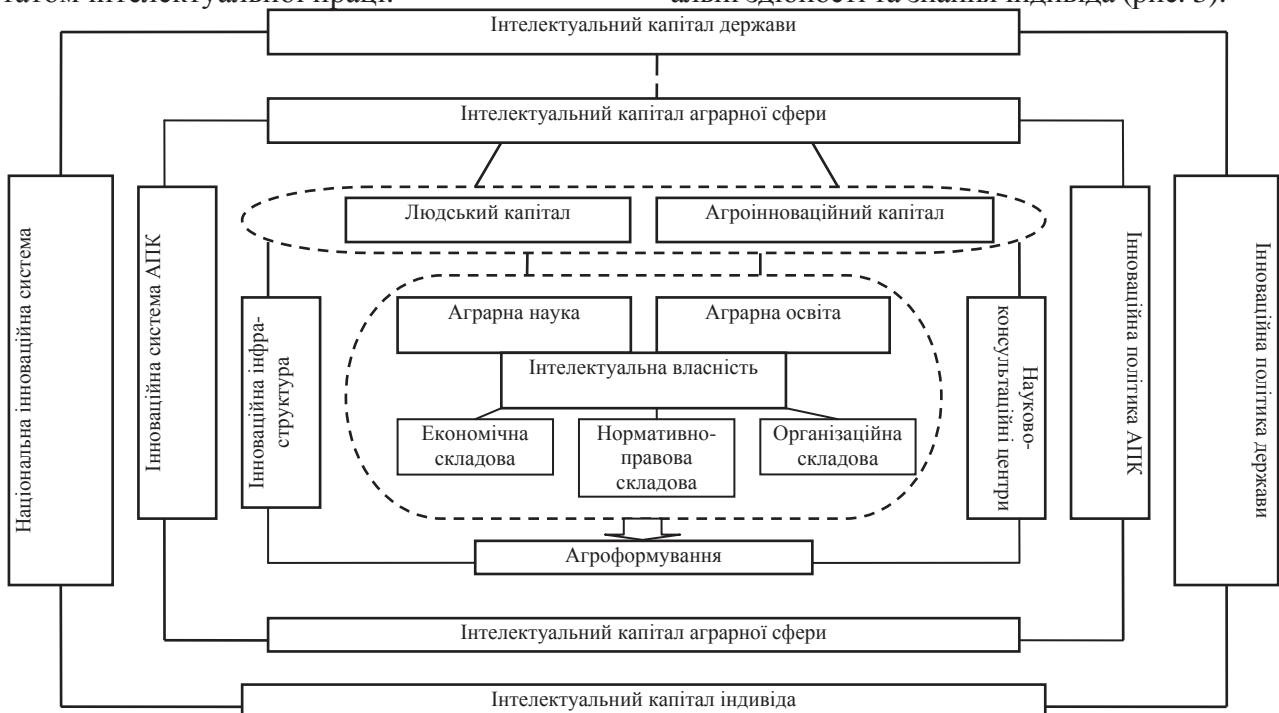 татом інтелектуальної праці.
альні здібності та знання індивіда (рис. 3).
Інтелектуальний капітал держави
Інтелектуальний капітал аграрної сфери
Національна інноваційна система
Інноваційна система АПК
Людський капітал
Агроінноваційний капітал
Інноваційна інфра-
структура
Аграрна наука
Аграрна освіта
Інтелектуальна власність
Економічна
складова
Нормативно-
правова
складова
Організаційна
складова
Науково-
консультаційні центри
Інноваційна політика АПК
Інноваційна політика держави
Агроформування
Інтелектуальний капітал аграрної сфери
Інтелектуальний капітал індивіда